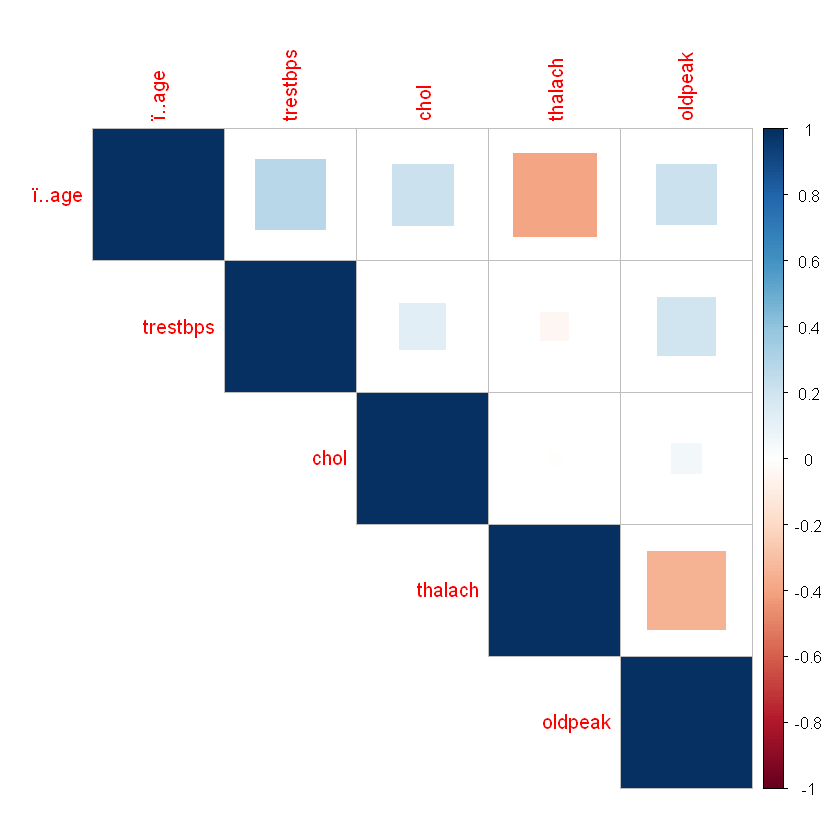 ï..age
trestbps
chol
thalach
oldpeak
ï..age
trestbps
chol
thalach
oldpeak
1
0.8
0.6
0.4
0.2
0
-0.2
-0.4
-0.6
-0.8
-1